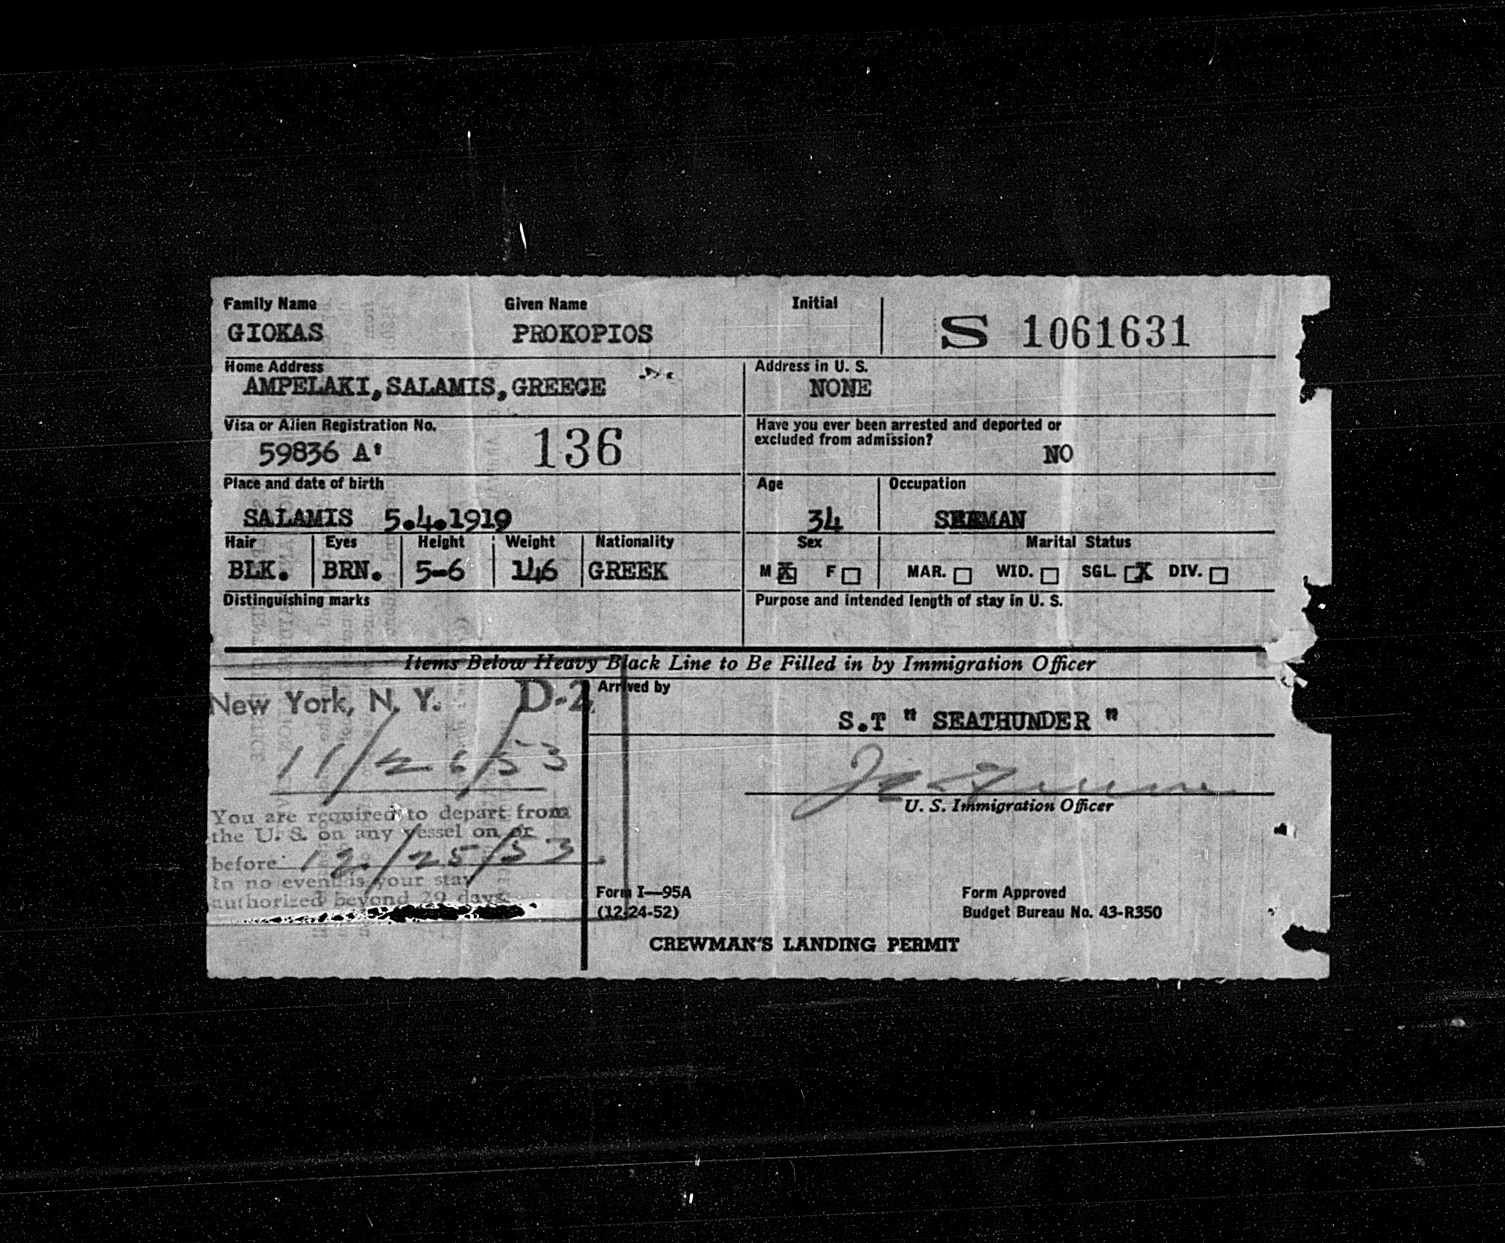 Family Name Given Name Initial
GIOKAS PROKOPIOS S 1061631
Home Address Address in U. S.
AMPELAKI, SALAMIS, GREECE NONE
Visa or Alien Registration No. Have you ever been arrested and deported or
excluded from admission?
59836 A' 136 NO
Place and date of birth Age Occupation
SALAMIS 5.4.1919 34 SEAMAN
Hair Eyes Height Weight Nationality Sex Marital Status
BLK. BRN. 5-6 146 GREEK M X F MAR. WID. SGL. X DIV.
Distinguishing marks Purpose and intended length of stay in U. S.
Items Below Heavy Black Line to Be Filled in by Immigration Officer
New York, N. Y. D-2 Arrived by
S.T " SEATHUNDER "
11/26/53
U. S. Immigration Officer
You are required to depart from
the U. S. on any vessel on or
before 12/25/53
In no event is your stay
authorized beyond 29 days
Form I—95A Form Approved
(12-24-52) Budget Bureau No. 43-R350
CREWMAN'S LANDING PERMIT